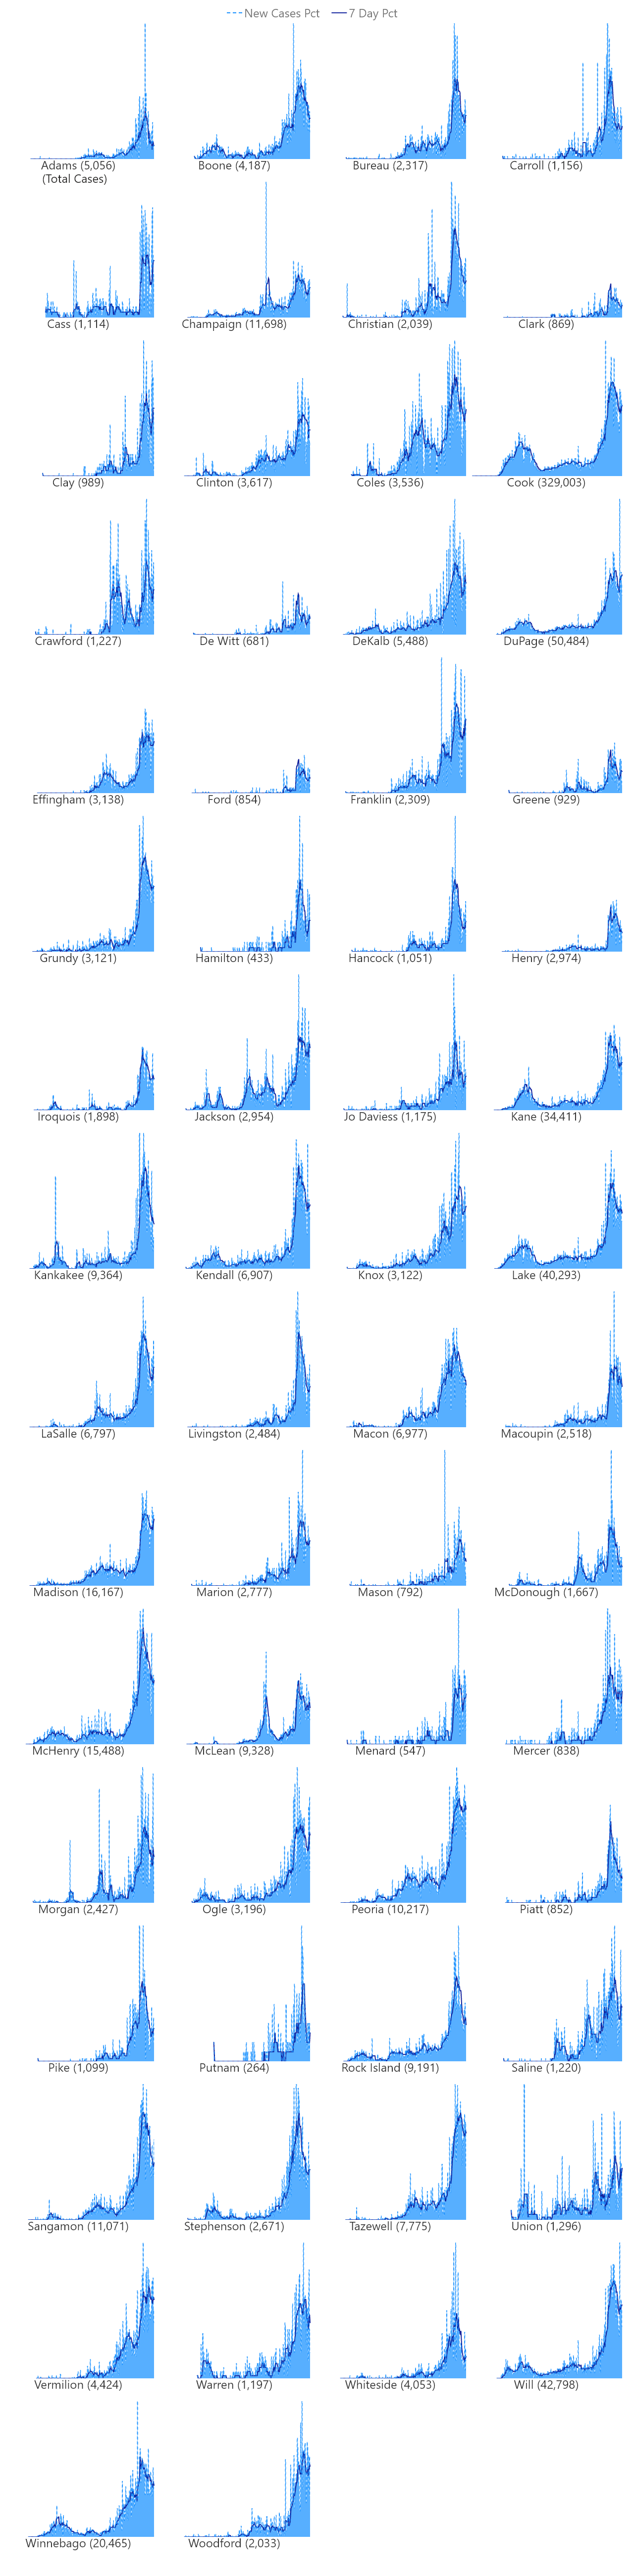 New Cases Pct 7 Day Pct
Adams (5,056) Boone (4,187) Bureau (2,317) Carroll (1,156)
(Total Cases)
Cass (1,114) Champaign (11,698) Christian (2,039) Clark (869)
Clay (989) Clinton (3,617) Coles (3,536) Cook (329,003)
Crawford (1,227) De Witt (681) DeKalb (5,488) DuPage (50,484)
Effingham (3,138) Ford (854) Franklin (2,309) Greene (929)
Grundy (3,121) Hamilton (433) Hancock (1,051) Henry (2,974)
Iroquois (1,898) Jackson (2,954) Jo Daviess (1,175) Kane (34,411)
Kankakee (9,364) Kendall (6,907) Knox (3,122) Lake (40,293)
LaSalle (6,797) Livingston (2,484) Macon (6,977) Macoupin (2,518)
Madison (16,167) Marion (2,777) Mason (792) McDonough (1,667)
McHenry (15,488) McLean (9,328) Menard (547) Mercer (838)
Morgan (2,427) Ogle (3,196) Peoria (10,217) Piatt (852)
Pike (1,099) Putnam (264) Rock Island (9,191) Saline (1,220)
Sangamon (11,071) Stephenson (2,671) Tazewell (7,775) Union (1,296)
Vermilion (4,424) Warren (1,197) Whiteside (4,053) Will (42,798)
Winnebago (20,465) Woodford (2,033)